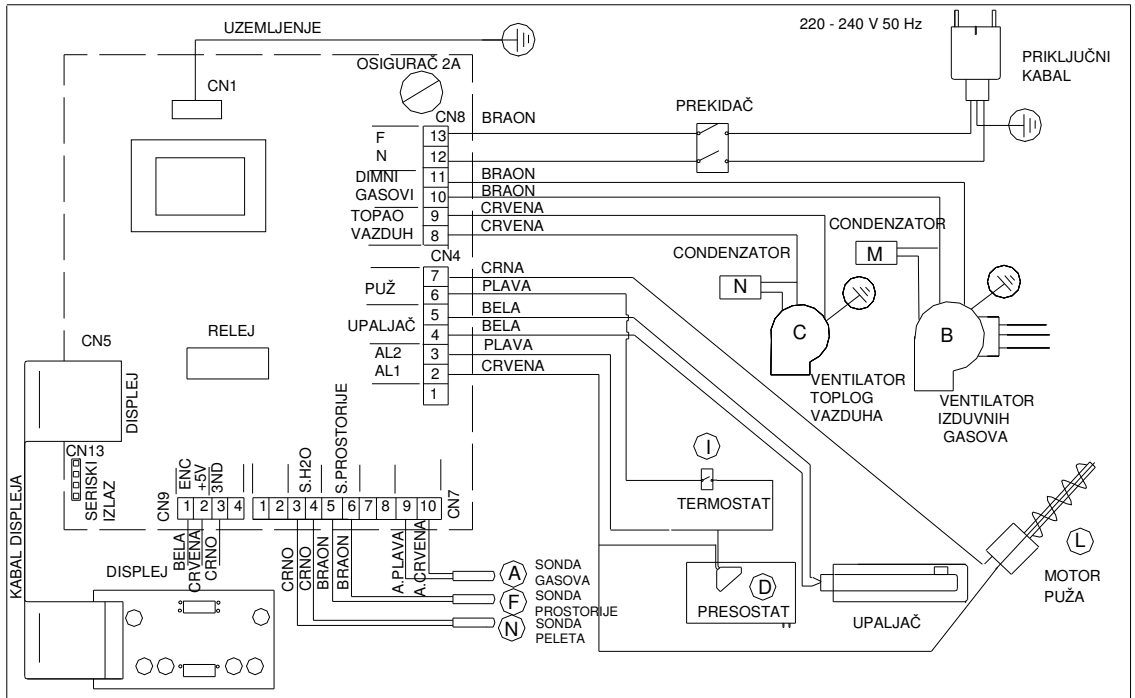 UZEMLJENJE
220 - 240 V 50 Hz
PRIKLJUČNI
KABAL
OSIGURAČ 2A
CN1
PREKIDAČ
CN8
BRAON
F
13
N
12
DIMNI
11
BRAON
GASOVI
10
BRAON
TOPAO
9
CRVENA
VAZDUH
8
CRVENA
CONDENZATOR
M
CONDENZATOR
N
CN4
PUŽ
7
CRNA
6
PLAVA
UPALJAČ
5
BELA
4
BELA
AL2
3
PLAVA
AL1
2
CRVENA
1
C
B
VENTILATOR
TOPLOG
VAZDUHA
VENTILATOR
IZDUVNIH
GASOVA
RELEJ
CN5
DISPLEJ
CN13
SERISKI
IZLAZ
KABAL DISPLEJA
CN9
ENC
+5V
3ND
1 2 3 4
BELA
CRVENA
CRNO
S.H2O
S.PROSTORIJE
1 2 3 4 5 6 7 8 9 10
CN7
CRNO
CRNO
BRAON
BRAON
A.PLAVA
A.CRVENA
I
TERMOSTAT
D
PRESOSTAT
UPALJAČ
L
MOTOR
PUŽA
DISPLEJ
A
SONDA
GASOVA
F
SONDA
PROSTORIJE
N
SONDA
PELETA